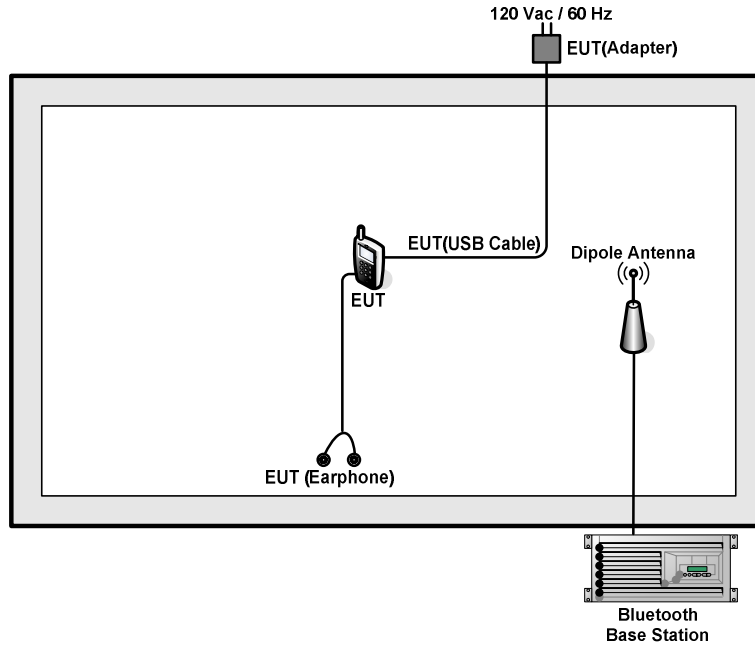 120 Vac / 60 Hz
EUT(Adapter)
EUT(USB Cable)
Dipole Antenna
EUT
EUT (Earphone)
Bluetooth
Base Station